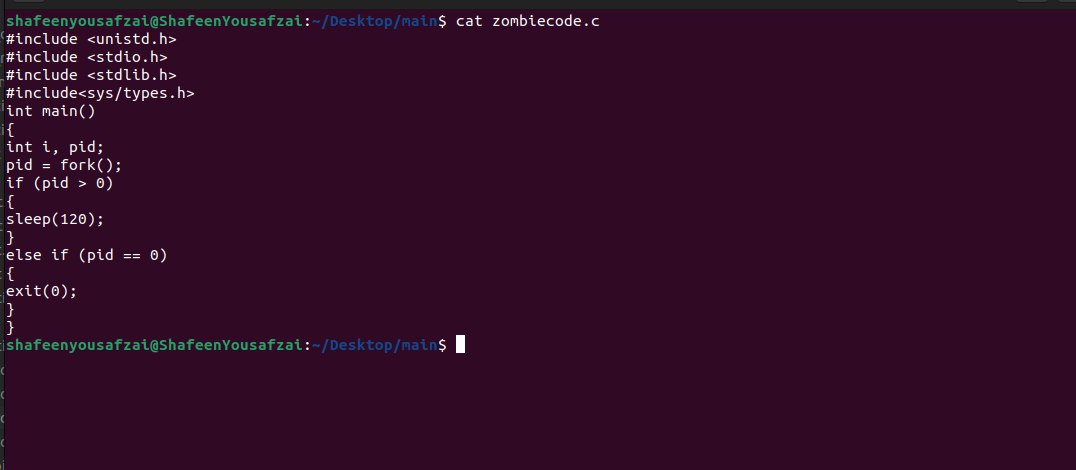 shafeenyousafzai@ShafeenYousafzai:~/Desktop/main$ cat zombiecode.c
#include <unistd.h>
#include <stdio.h>
#include <stdlib.h>
#include<sys/types.h>
int main()
{
int i, pid;
pid = fork();
if (pid > 0)
{
sleep(120);
}
else if (pid == 0)
{
exit(0);
}
}
shafeenyousafzai@ShafeenYousafzai:~/Desktop/main$